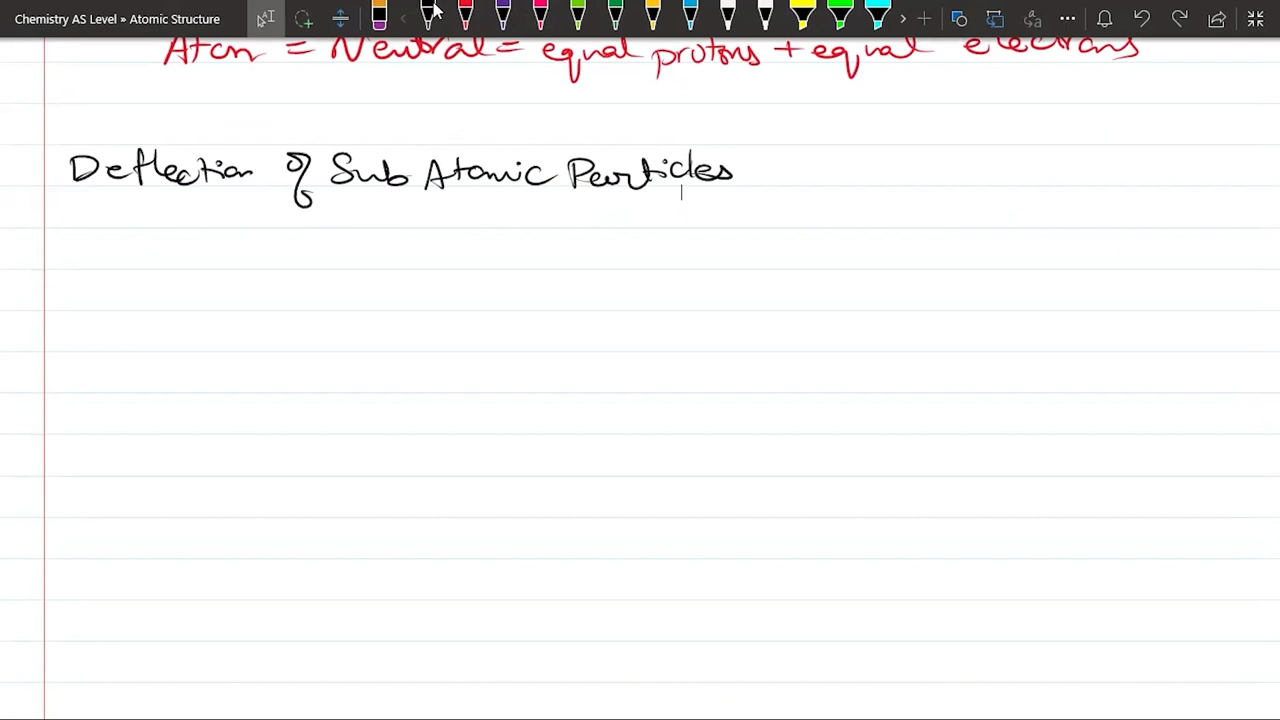 Chemistry AS Level » Atomic Structure
Atom = Neutral = equal protons + equal electrons
Deflection of Sub Atomic Particles